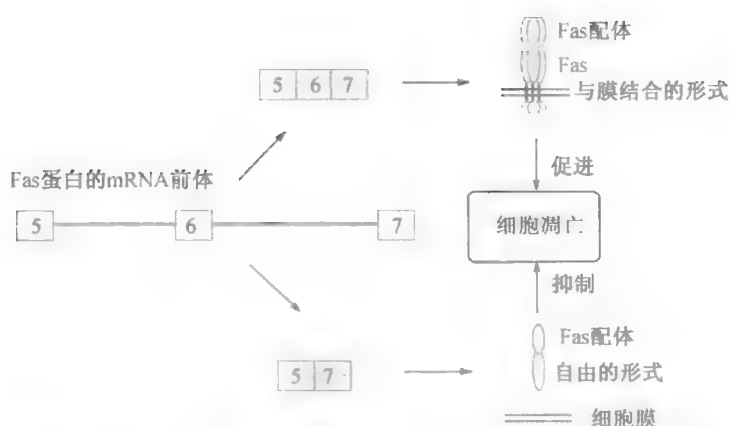 Fas配体
Fas
5 6 7
与膜结合的形式
促进
Fas蛋白的mRNA前体
5 6 7
细胞凋亡
抑制
Fas配体
5 7
自由的形式
细胞膜